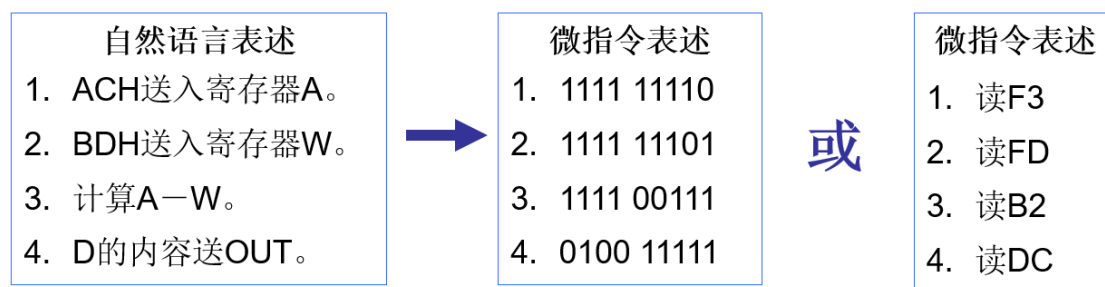 自然语言表述
1. ACH送入寄存器A。
2. BDH送入寄存器W。
3. 计算A－W。
4. D的内容送OUT。
微指令表述
1. 1111 11110
2. 1111 11101
3. 1111 00111
4. 0100 11111
或
微指令表述
1. 读F3
2. 读FD
3. 读B2
4. 读DC